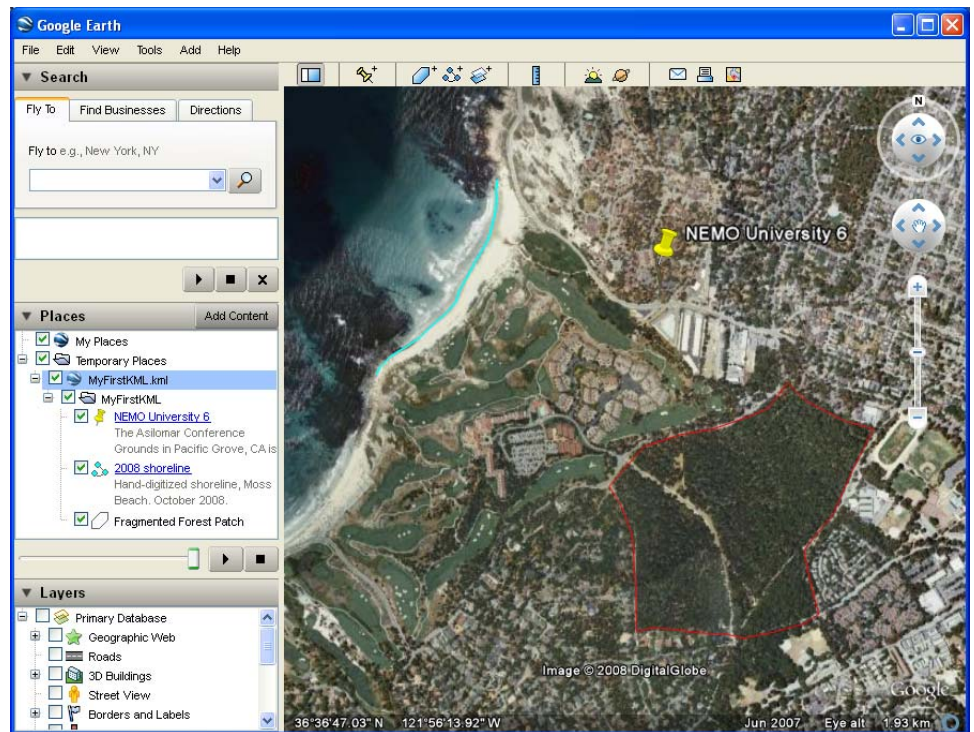 Google Earth
File Edit View Tools Add Help
Search
Fly To Find Businesses Directions
Fly to e.g., New York, NY
Places Add Content
My Places
Temporary Places
MyFirstKML.kml
MyFirstKML
NEMO University 6
The Asilomar Conference
Grounds in Pacific Grove, CA is
2008 shoreline
Hand-digitized shoreline, Moss
Beach. October 2008.
Fragmented Forest Patch
Layers
Primary Database
Geographic Web
Roads
3D Buildings
Street View
Borders and Labels
N
NEMO University 6
Image © 2008 DigitalGlobe
Google
36°36'47.03" N 121°56'13.92" W Jun 2007 Eye alt 1.93 km